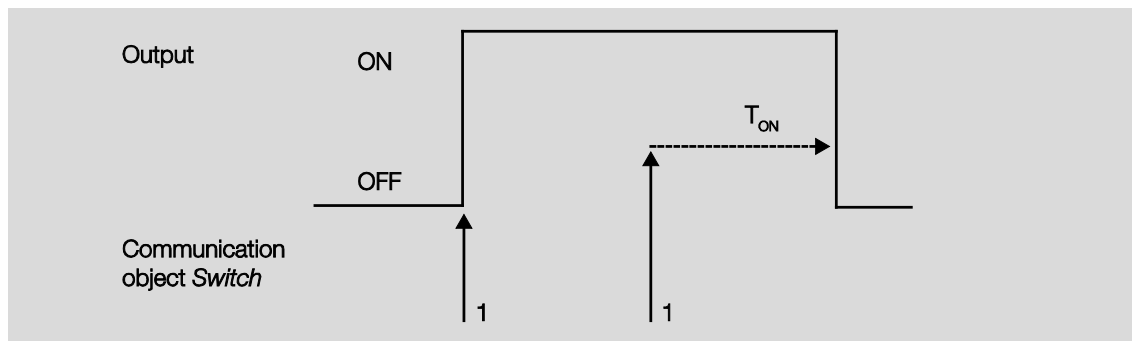 Output
ON
T_ON
OFF
Communication
object Switch
1
1